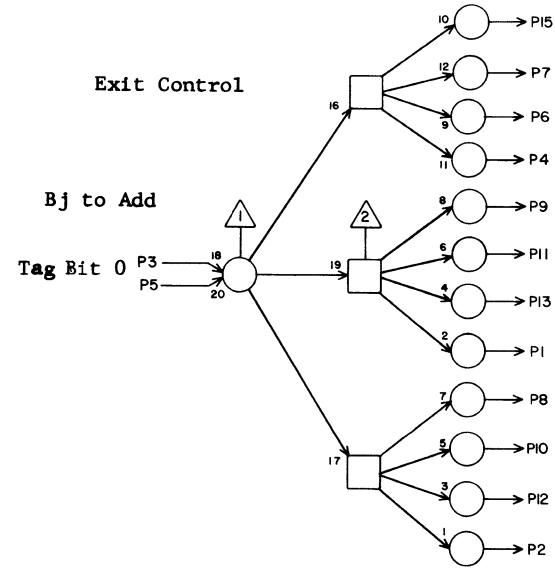 10 P15
Exit Control
12 P7
16
9 P6
11 P4
Bj to Add
1 2
8 P9
Tag Bit 0 P3 18
19 6 P11
P5 20
4 P13
2 P1
7 P8
17 5 P10
3 P12
1 P2